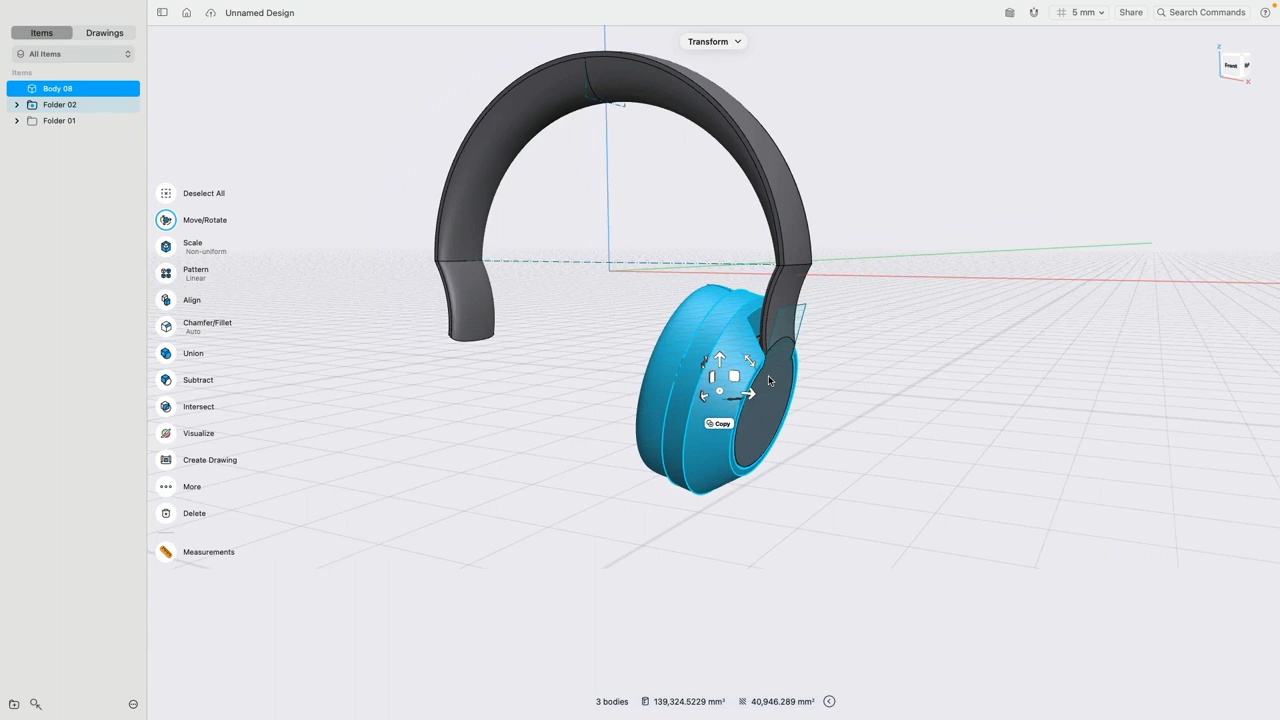 Unnamed Design
5 mm
Share
Search Commands
Items
Drawings
All Items
Items
Body 08
Folder 02
Folder 01
Transform
Z
Front
X
Deselect All
Move/Rotate
Scale
Non-uniform
Pattern
Linear
Align
Chamfer/Fillet
Auto
Union
Subtract
Intersect
Visualize
Create Drawing
More
Delete
Measurements
Copy
3 bodies
139,324.5229 mm³
40,946.289 mm²